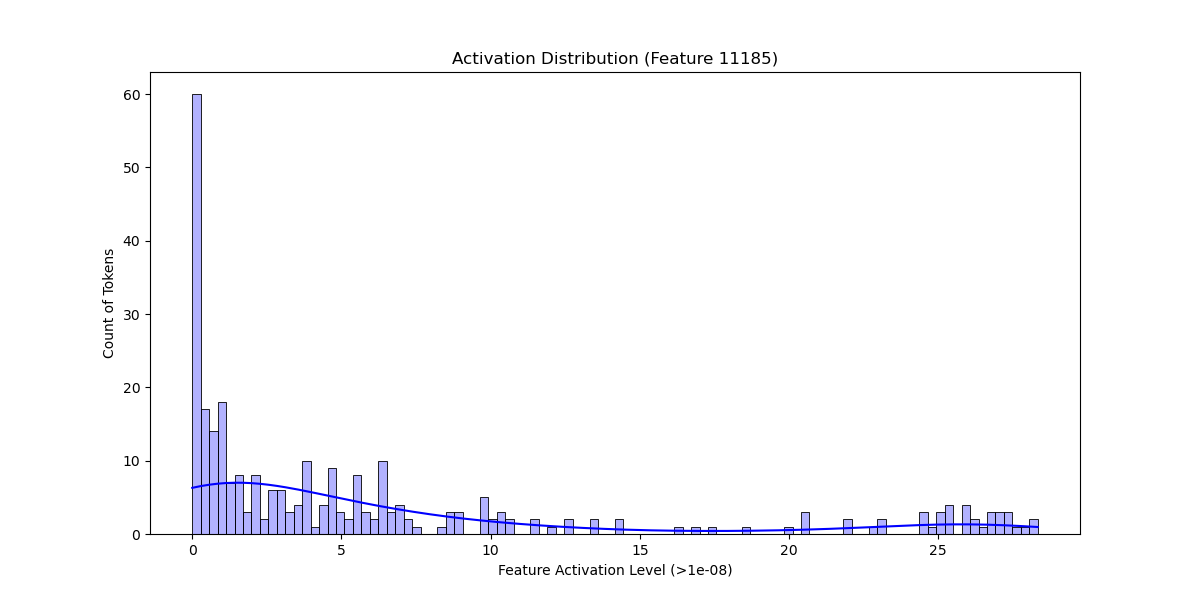 Activation Distribution (Feature 11185)
60
50
40
30
20
10
0
Count of Tokens
0 5 10 15 20 25
Feature Activation Level (>1e-08)